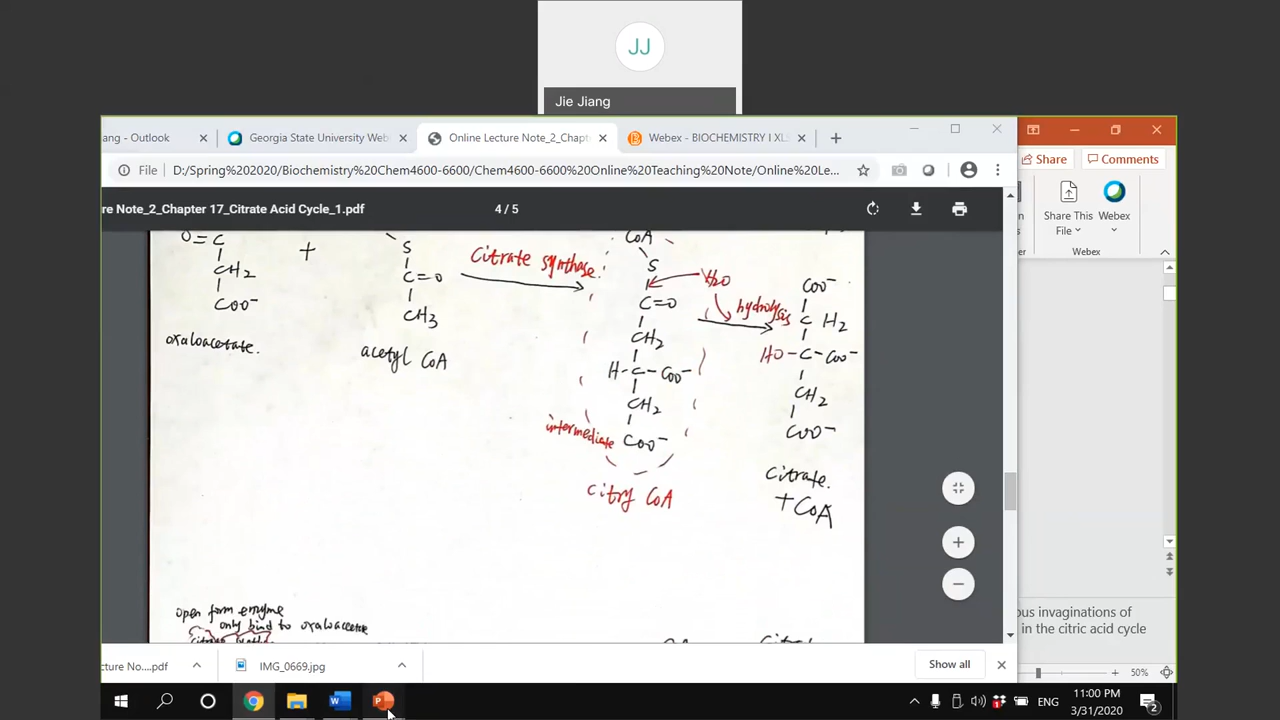 JJ
Jie Jiang
ang - Outlook
Georgia State University Web
Online Lecture Note_2_Chapt
Webex - BIOCHEMISTRY I XLS
File
D:/Spring%202020/Biochemistry%20Chem4600-6600/Chem4600-6600%20Online%20Teaching%20Note/Online%20Le...
Share
Comments
re Note_2_Chapter 17_Citrate Acid Cycle_1.pdf
4 / 5
Share This
File
Webex
Webex
O=C
CH2
COO-
oxaloacetate.
+
S
C=O
CH3
acetyl CoA
Citrate synthase
CoA
S
C=O
CH2
H-C-COO-
CH2
COO-
intermediate
Citry CoA
H2O
hydrolysis
COO-
C H2
HO-C-COO-
CH2
COO-
Citrate.
+CoA
open form enzyme
only bind to oxaloacetate
ous invaginations of
in the citric acid cycle
cture No....pdf
IMG_0669.jpg
Show all
50%
ENG
11:00 PM
3/31/2020
2